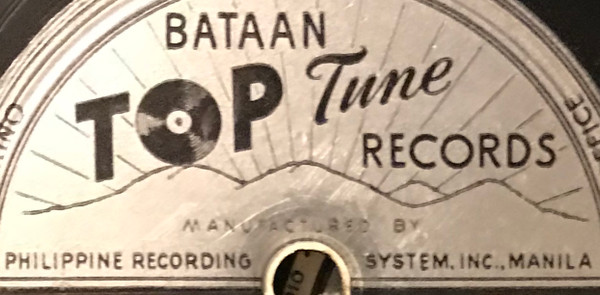 BATAAN
TOP Tune
RECORDS
MANUFACTURED BY
PHILIPPINE RECORDING SYSTEM, INC., MANILA